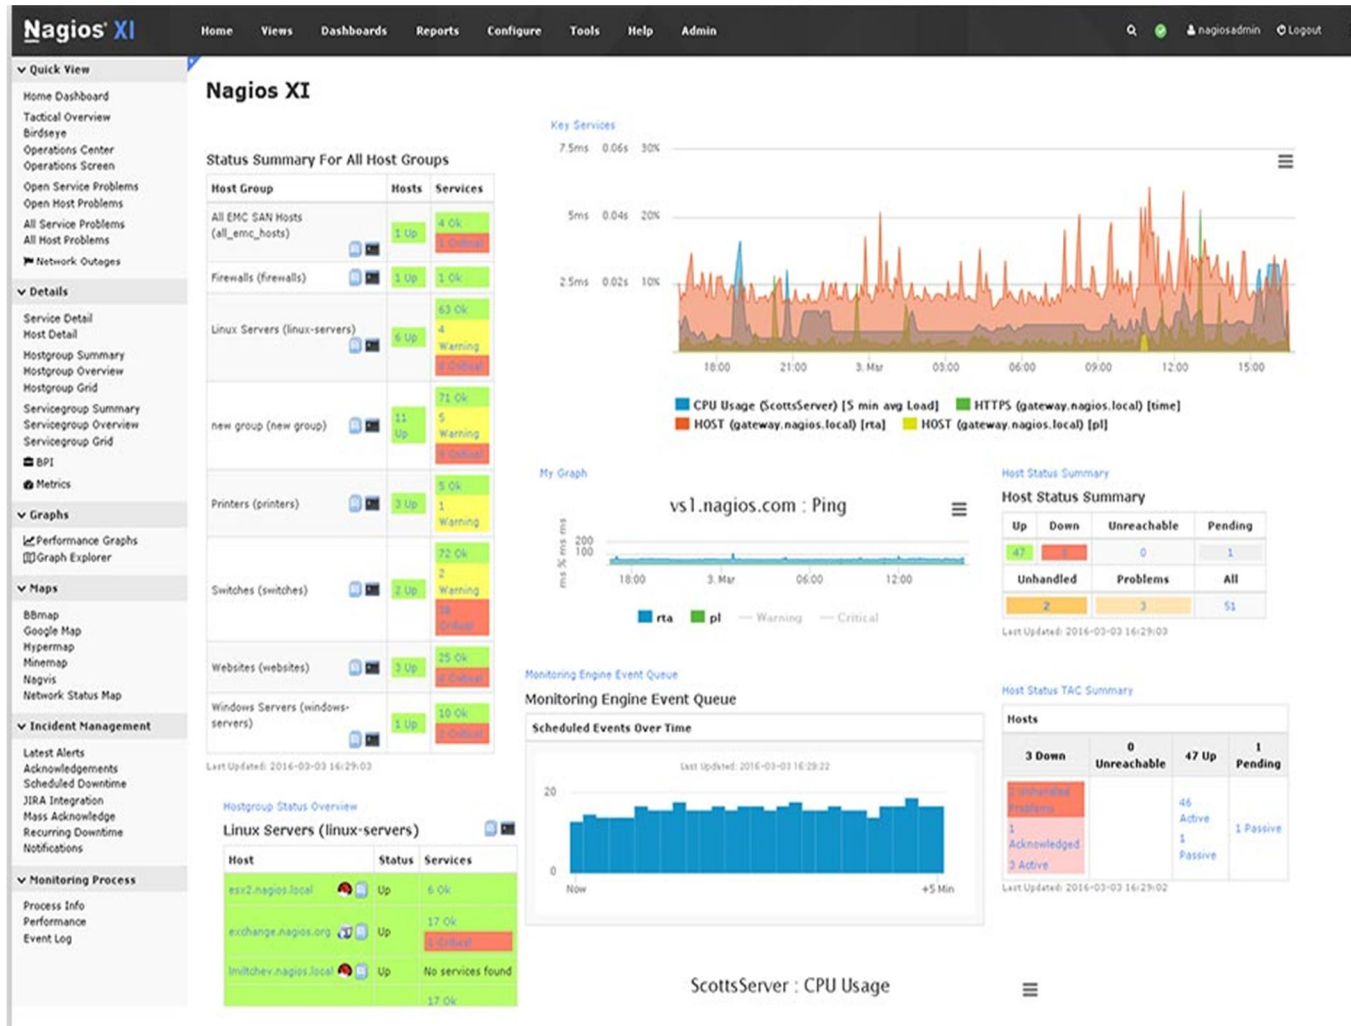 Nagios XI
Home Views Dashboards Reports Configure Tools Help Admin
nagiosadmin Logout
Quick View
Home Dashboard
Tactical Overview
Birdseye
Operations Center
Operations Screen
Open Service Problems
Open Host Problems
All Service Problems
All Host Problems
Network Outages
Details
Service Detail
Host Detail
Hostgroup Summary
Hostgroup Overview
Hostgroup Grid
Servicegroup Summary
Servicegroup Overview
Servicegroup Grid
BPI
Metrics
Graphs
Performance Graphs
Graph Explorer
Maps
BBmap
Google Map
Hypermap
Minemap
Nagvis
Network Status Map
Incident Management
Latest Alerts
Acknowledgements
Scheduled Downtime
JIRA Integration
Mass Acknowledge
Recurring Downtime
Notifications
Monitoring Process
Process Info
Performance
Event Log
Nagios XI
Status Summary For All Host Groups
Host Group Hosts Services
All EMC SAN Hosts
(all_emc_hosts)
1 Up
4 Ok
1 Critical
Firewalls (firewalls) 1 Up 1 Ok
Linux Servers (linux-servers)
6 Up
63 Ok
4
Warning
Critical
new group (new group)
11
Up
71 Ok
5
Warning
Critical
Printers (printers)
3 Up
5 Ok
1
Warning
Switches (switches)
2 Up
72 Ok
2
Warning
Critical
Websites (websites)
3 Up
25 Ok
Critical
Windows Servers (windows-
servers)
1 Up
10 Ok
2 Critical
Last Updated: 2016-03-03 16:29:03
Hostgroup Status Overview
Linux Servers (linux-servers)
Host Status Services
esx2.nagios.local Up 6 Ok
exchange.nagios.org Up
17 Ok
1 Critical
lmiltchev.nagios.local Up No services found
17 Ok
Key Services
7.5ms 0.06s 30%
5ms 0.04s 20%
2.5ms 0.02s 10%
18:00 21:00 3. Mar 03:00 06:00 09:00 12:00 15:00
CPU Usage (ScottsServer) [5 min avg Load] HTTPS (gateway.nagios.local) [time]
HOST (gateway.nagios.local) [rta] HOST (gateway.nagios.local) [pl]
My Graph
vs1.nagios.com : Ping
ms % ms ms
200
100
18:00 3. Mar 06:00 12:00
rta pl Warning Critical
Monitoring Engine Event Queue
Monitoring Engine Event Queue
Scheduled Events Over Time
Last Updated: 2016-03-03 16:29:22
20
0
Now +5 Min
ScottsServer : CPU Usage
Host Status Summary
Host Status Summary
Up Down Unreachable Pending
47 0 1
Unhandled Problems All
2 3 51
Last Updated: 2016-03-03 16:29:03
Host Status TAC Summary
Hosts
3 Down 0 Unreachable 47 Up 1 Pending
2 Unhandled
Problems
1
Acknowledged
3 Active
46
Active
1
Passive
1 Passive
Last Updated: 2016-03-03 16:29:02